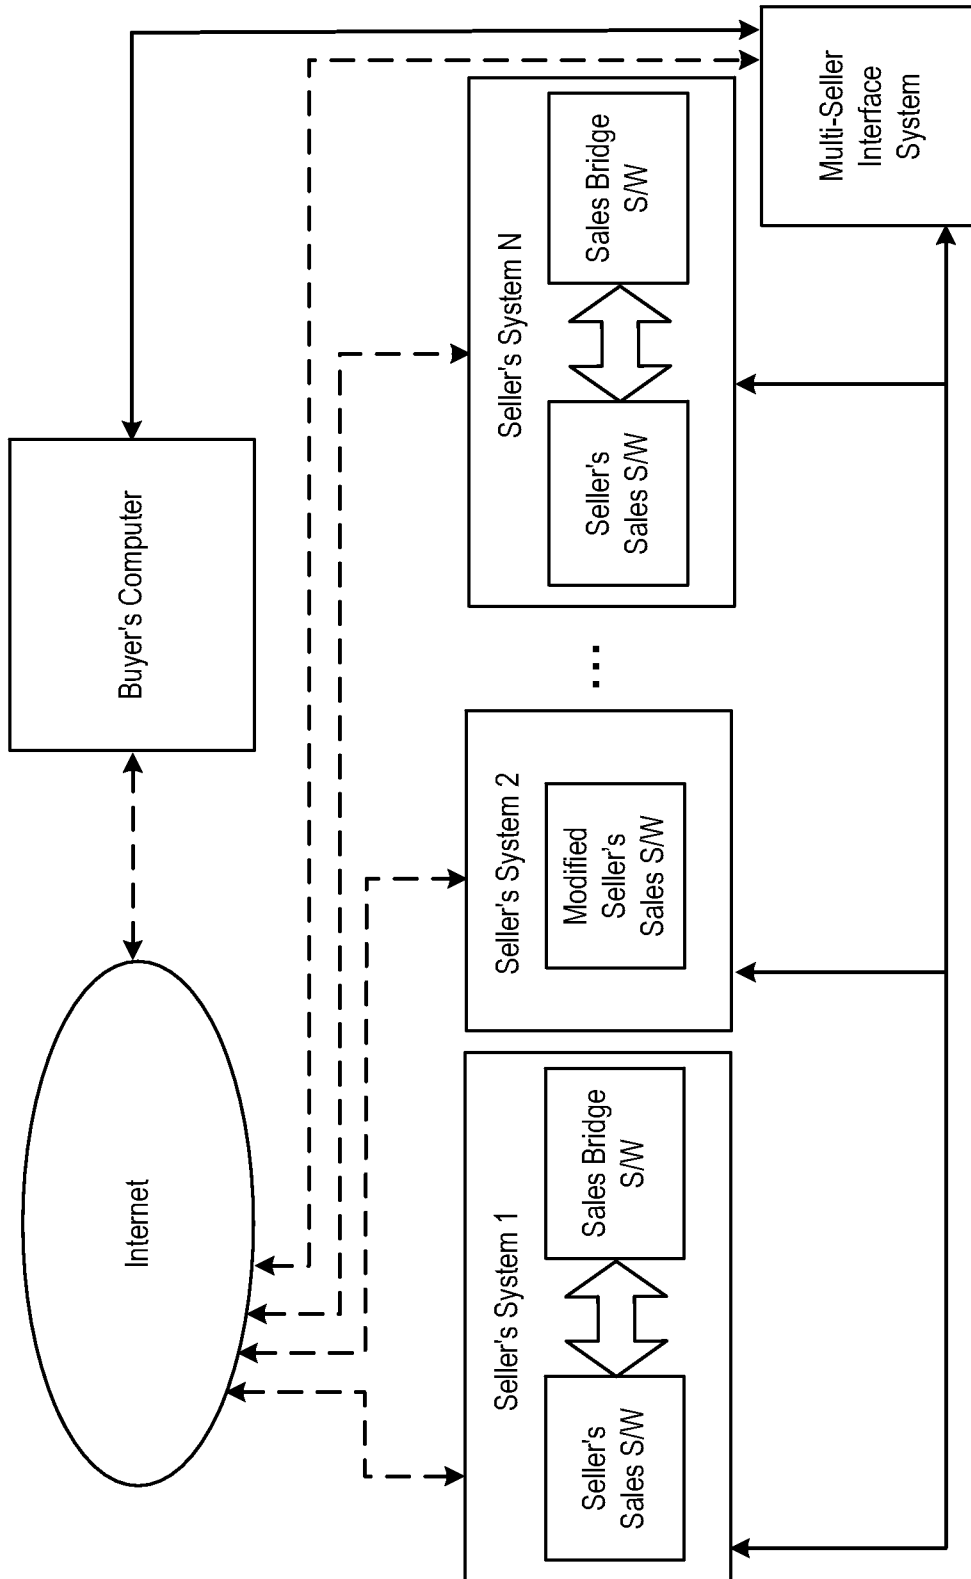 Internet
Buyer's Computer
Seller's System 1
Seller's
Sales S/W
Sales Bridge
S/W
Seller's System 2
Modified
Seller's
Sales S/W
...
Seller's System N
Seller's
Sales S/W
Sales Bridge
S/W
Multi-Seller
Interface
System